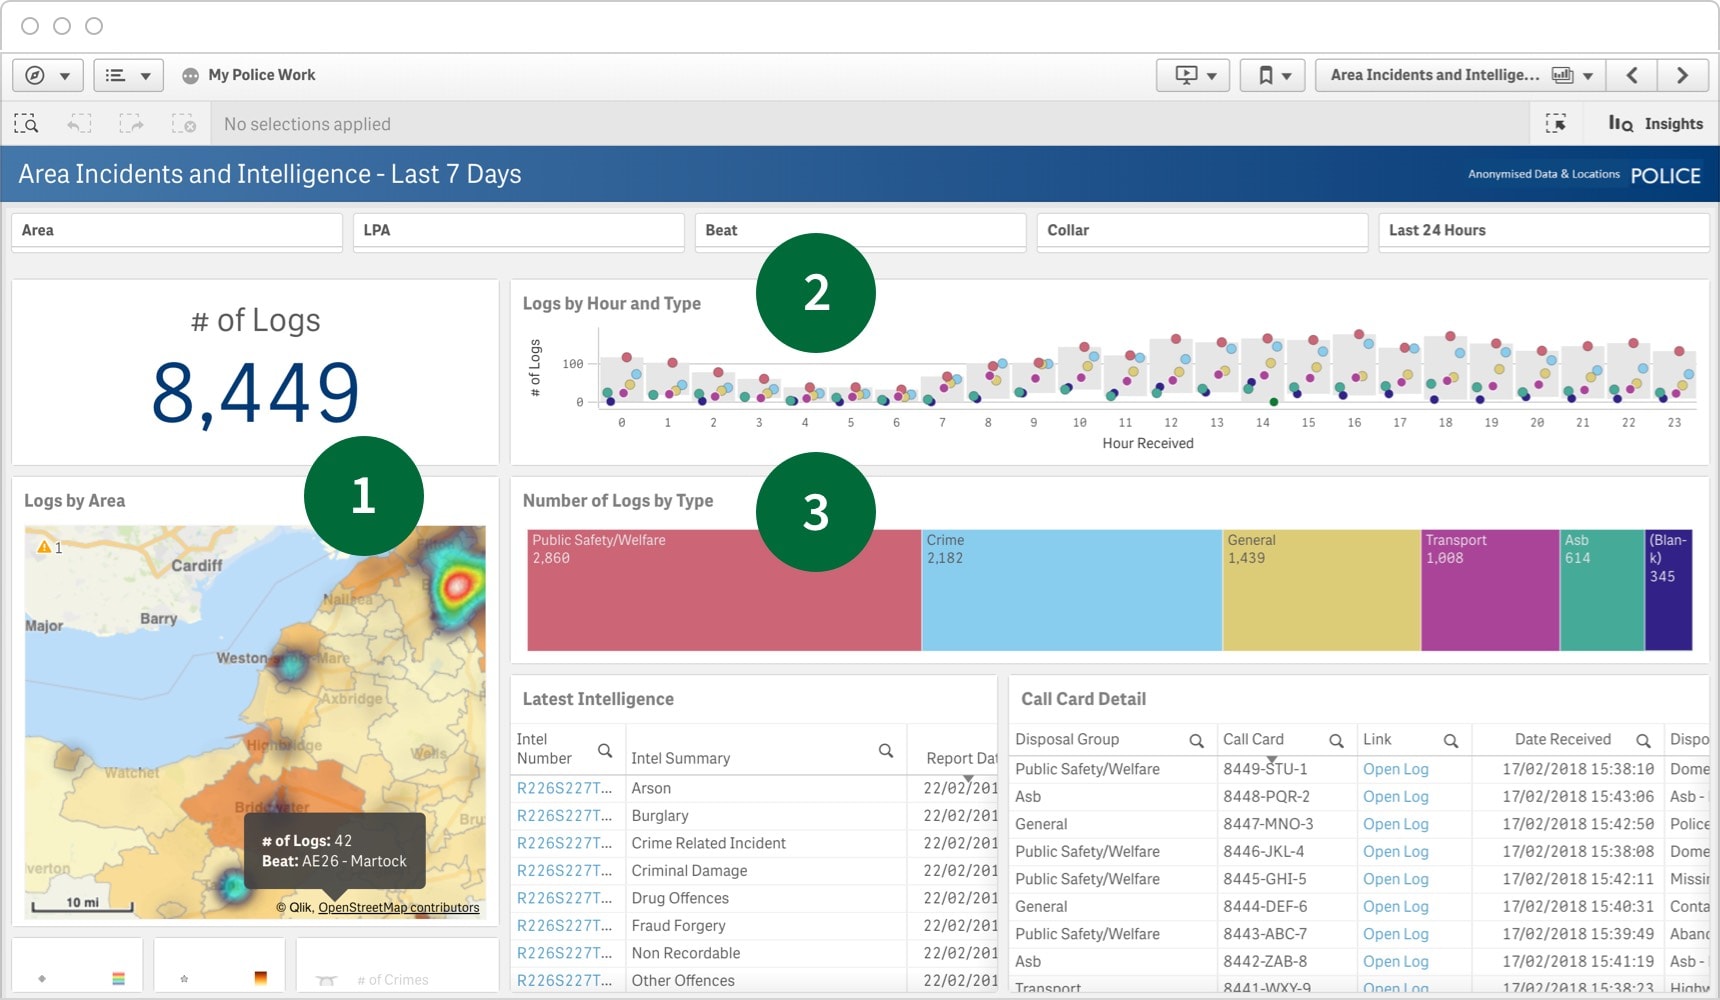 My Police Work
Area Incidents and Intellige...
No selections applied
Insights
Area Incidents and Intelligence - Last 7 Days
Anonymised Data & Locations POLICE
Area
LPA
Beat
Collar
Last 24 Hours
# of Logs
8,449
1
Logs by Area
1
Cardiff
Barry
Major
Nailsea
Weston-super-Mare
Axbridge
Highbridge
Wells
Watchet
Bridgwater
Bru
lverton
# of Logs: 42
Beat: AE26 - Martock
10 mi
© Qlik, OpenStreetMap contributors
# of Crimes
2
Logs by Hour and Type
# of Logs
100
0
0 1 2 3 4 5 6 7 8 9 10 11 12 13 14 15 16 17 18 19 20 21 22 23
Hour Received
3
Number of Logs by Type
Public Safety/Welfare
2,860
Crime
2,182
General
1,439
Transport
1,008
Asb
614
(Blan-
k)
345
Latest Intelligence
Intel
Number
Intel Summary
Report Dat
R226S227T... Arson 22/02/201
R226S227T... Burglary 22/02/201
R226S227T... Crime Related Incident 22/02/201
R226S227T... Criminal Damage 22/02/201
R226S227T... Drug Offences 22/02/201
R226S227T... Fraud Forgery 22/02/201
R226S227T... Non Recordable 22/02/201
R226S227T... Other Offences 22/02/201
Call Card Detail
Disposal Group Call Card Link Date Received Dispo
Public Safety/Welfare 8449-STU-1 Open Log 17/02/2018 15:38:10 Dome
Asb 8448-PQR-2 Open Log 17/02/2018 15:43:06 Asb -
General 8447-MNO-3 Open Log 17/02/2018 15:42:50 Police
Public Safety/Welfare 8446-JKL-4 Open Log 17/02/2018 15:38:08 Dome
Public Safety/Welfare 8445-GHI-5 Open Log 17/02/2018 15:42:11 Missin
General 8444-DEF-6 Open Log 17/02/2018 15:40:31 Conta
Public Safety/Welfare 8443-ABC-7 Open Log 17/02/2018 15:39:49 Aband
Asb 8442-ZAB-8 Open Log 17/02/2018 15:41:19 Asb -
Transport 8441-WXY-9 Open Log 17/02/2018 15:38:23 Highw